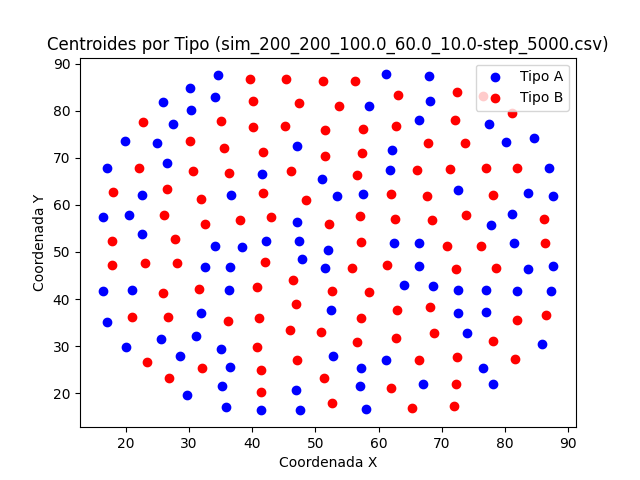 Centroides por Tipo (sim_200_200_100.0_60.0_10.0-step_5000.csv)
Tipo A
Tipo B
90
80
70
60
50
40
30
20
Coordenada Y
20 30 40 50 60 70 80 90
Coordenada X